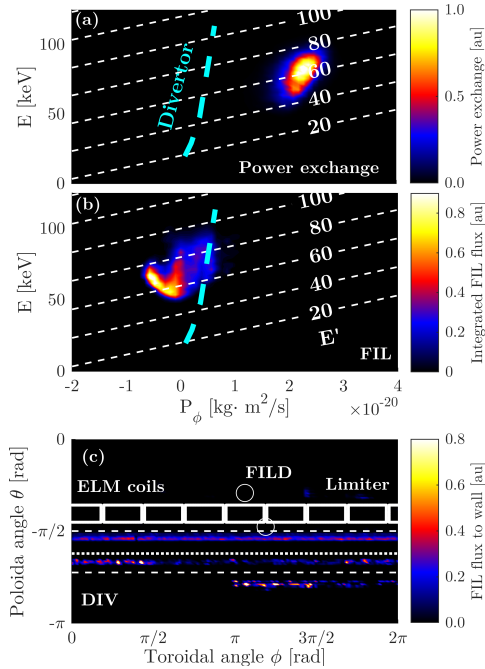 (a)
100
80
60
40
20
Divertor
Power exchange
E [keV]
100
50
0
1.0
0.8
0.6
0.4
0.2
0.0
Power exchange [au]
(b)
100
80
60
40
20
E'
FIL
E [keV]
100
50
0
-2
-1
0
1
2
3
4
P_ϕ [kg· m²/s]
×10⁻²⁰
0.8
0.6
0.4
0.2
0
Integrated FIL flux [au]
(c)
FILD
ELM coils
Limiter
DIV
Poloida angle θ [rad]
0
-π/2
-π
0
π/2
π
3π/2
2π
Toroidal angle ϕ [rad]
0.8
0.6
0.4
0.2
0
FIL flux to wall [au]